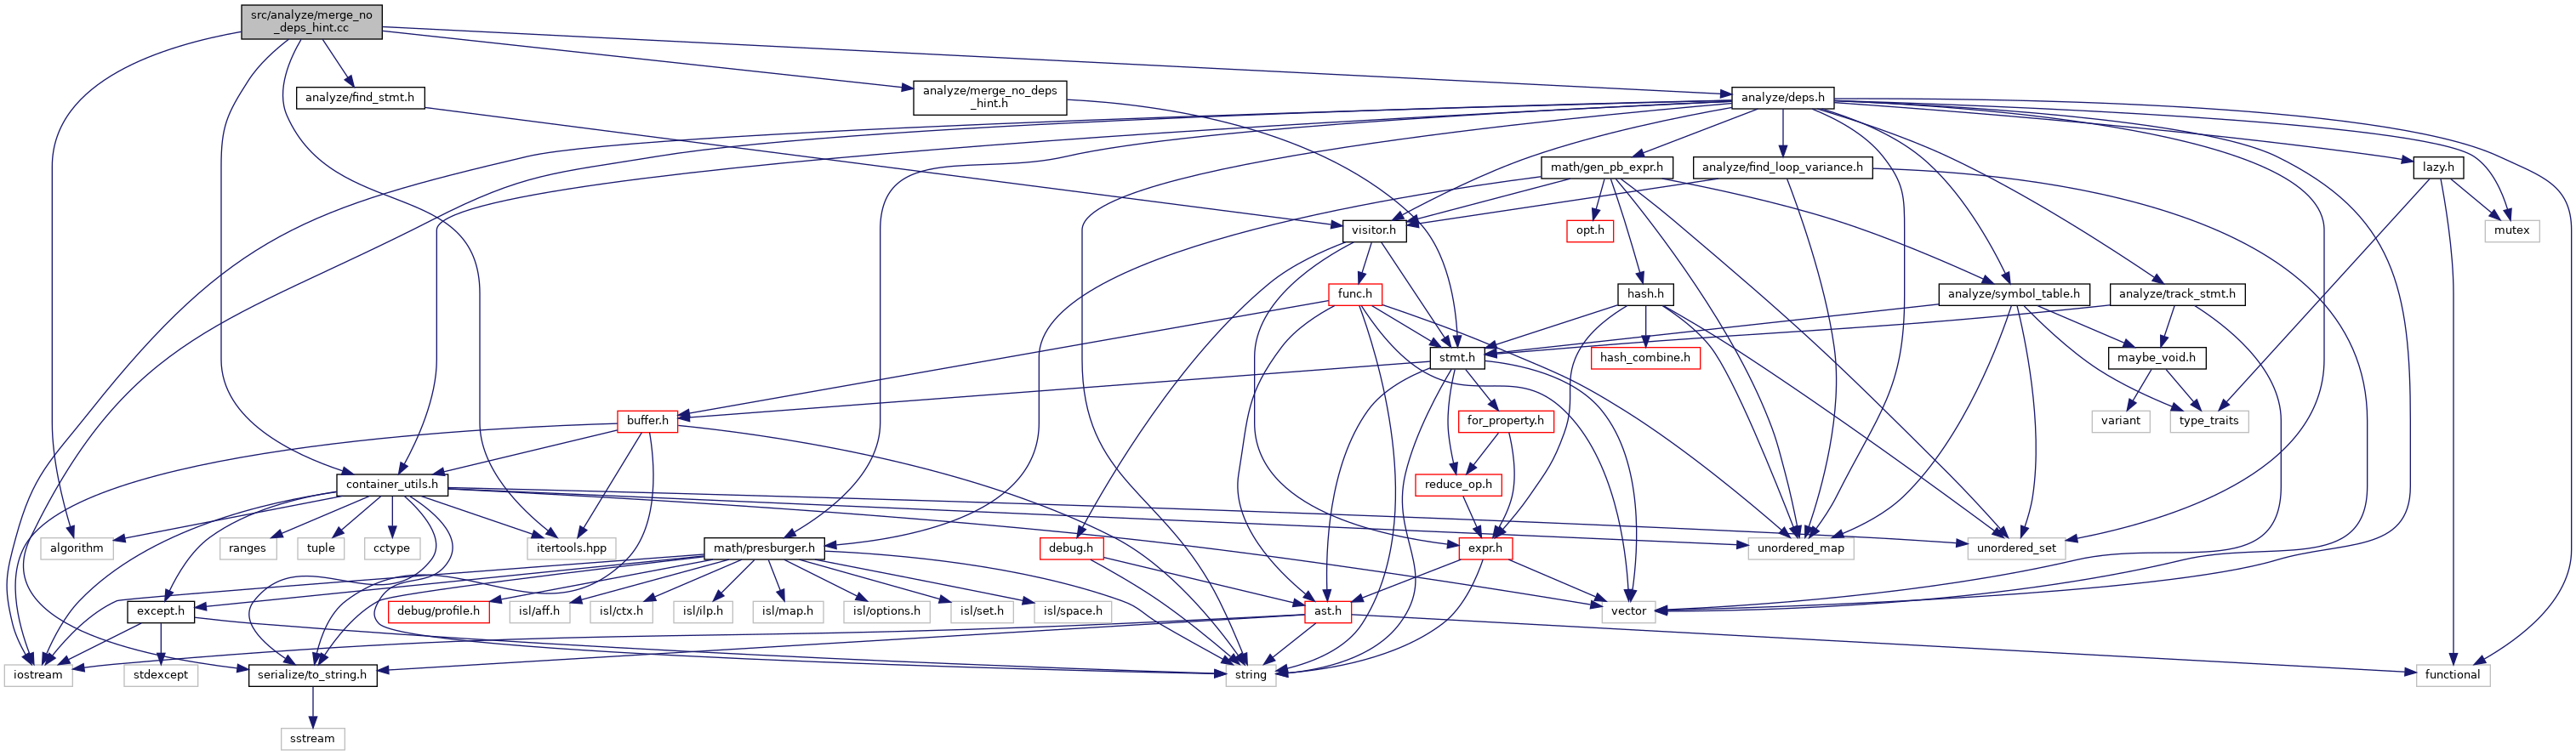 src/analyze/merge_no
_deps_hint.cc
analyze/find_stmt.h
analyze/merge_no_deps
_hint.h
analyze/deps.h
math/gen_pb_expr.h
analyze/find_loop_variance.h
lazy.h
visitor.h
opt.h
mutex
func.h
hash.h
analyze/symbol_table.h
analyze/track_stmt.h
stmt.h
hash_combine.h
maybe_void.h
buffer.h
for_property.h
variant
type_traits
container_utils.h
reduce_op.h
algorithm
ranges
tuple
cctype
itertools.hpp
math/presburger.h
debug.h
expr.h
unordered_map
unordered_set
except.h
debug/profile.h
isl/aff.h
isl/ctx.h
isl/ilp.h
isl/map.h
isl/options.h
isl/set.h
isl/space.h
ast.h
vector
iostream
stdexcept
serialize/to_string.h
string
functional
sstream